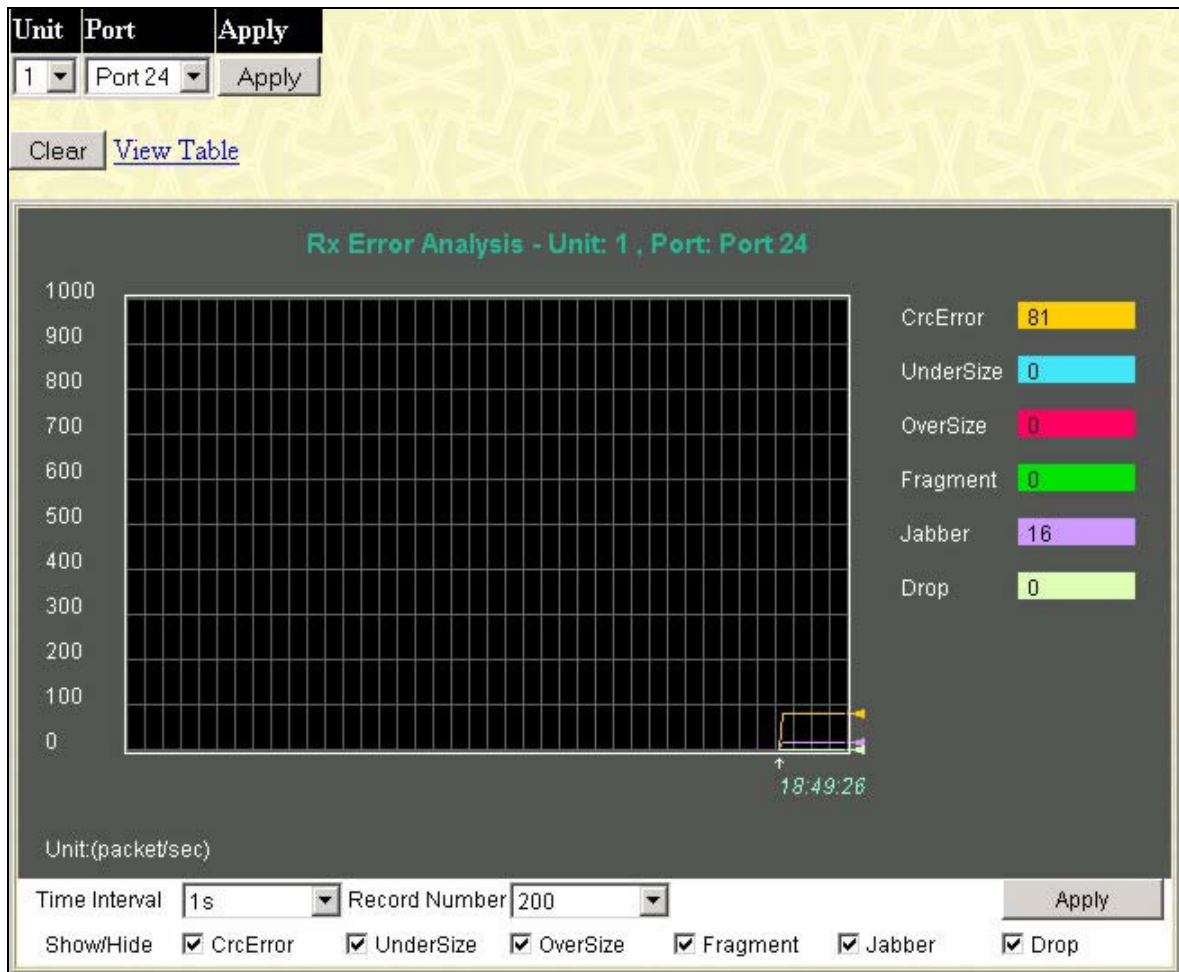 Unit Port Apply
1 Port 24 Apply
Clear View Table
Rx Error Analysis - Unit: 1 , Port: Port 24
1000
900
800
700
600
500
400
300
200
100
0
CrcError 81
UnderSize 0
OverSize 0
Fragment 0
Jabber 16
Drop 0
18:49:26
Unit:(packet/sec)
Time Interval 1s Record Number 200 Apply
Show/Hide CrcError UnderSize OverSize Fragment Jabber Drop